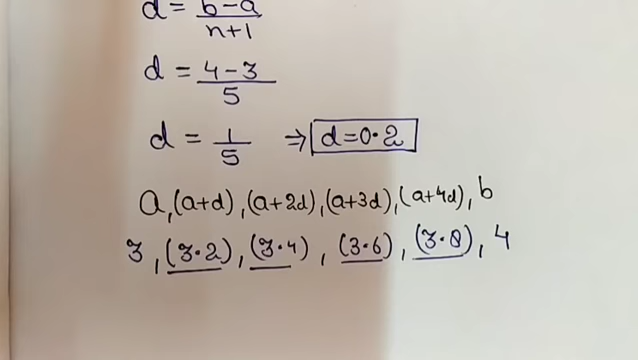 d = b-a/n+1
d = 4-3/5
d = 1/5 ⇒ d=0.2
a,(a+d),(a+2d),(a+3d),(a+4d),b
3,(3.2),(3.4),(3.6),(3.8),4